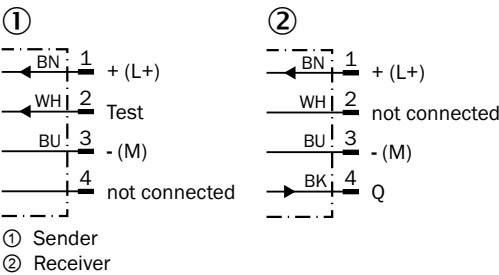 ①
BN 1 + (L+)
WH 2 Test
BU 3 - (M)
4 not connected
②
BN 1 + (L+)
WH 2 not connected
BU 3 - (M)
BK 4 Q
① Sender
② Receiver